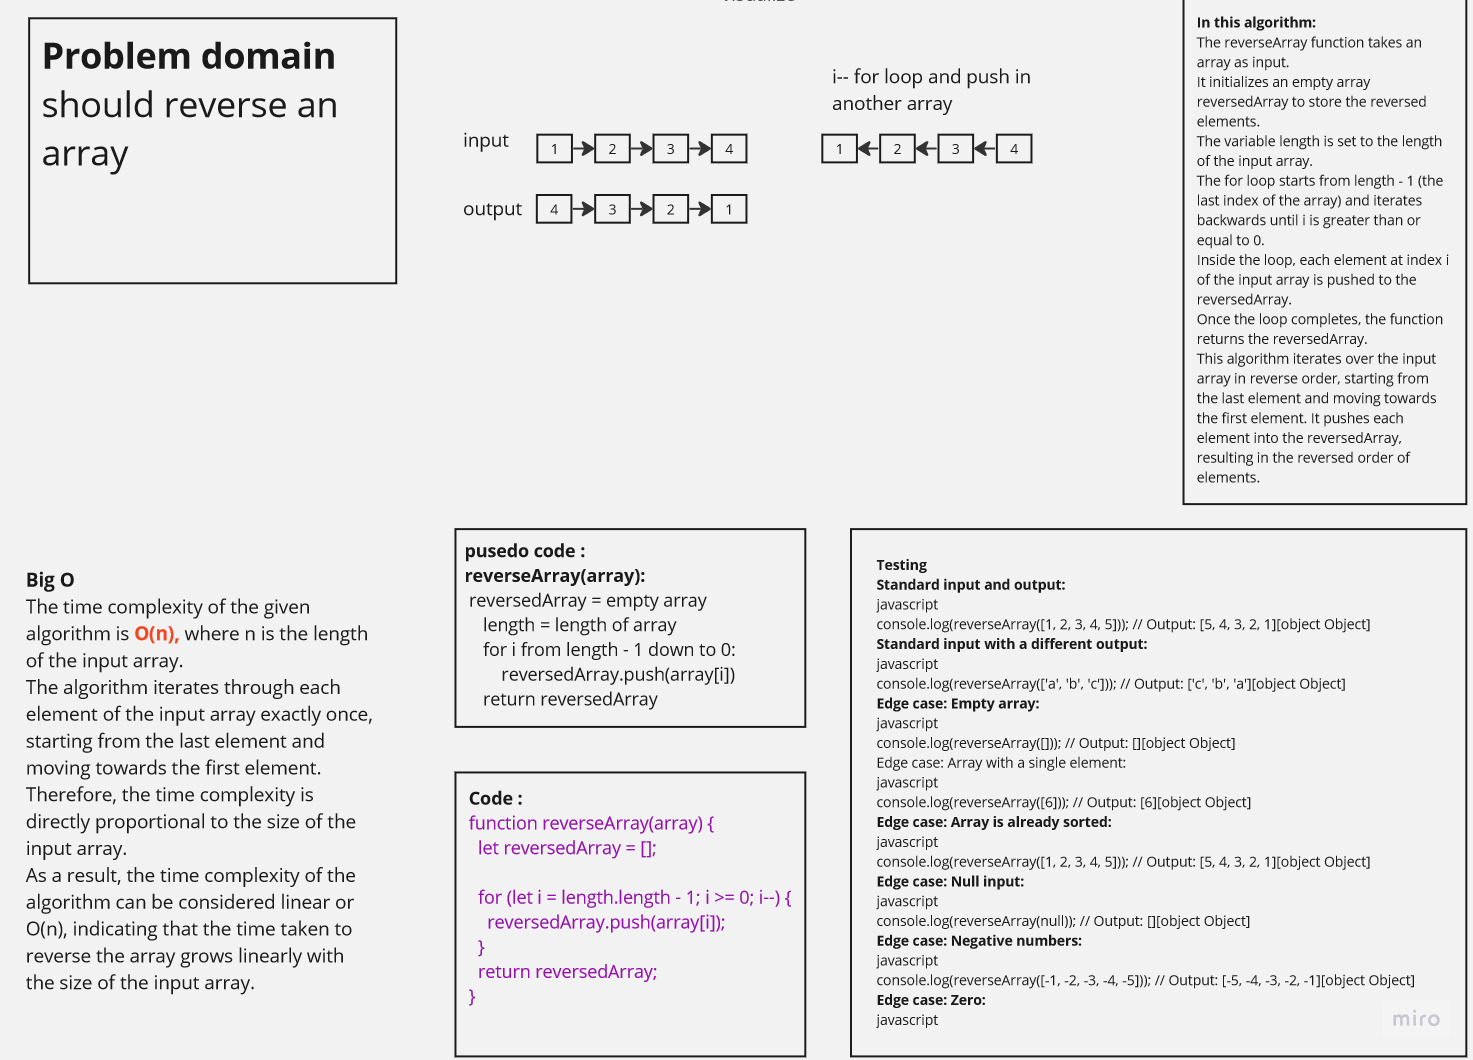 Problem domain
should reverse an
array
i-- for loop and push in
another array
input
1 2 3 4
1 2 3 4
output
4 3 2 1
In this algorithm:
The reverseArray function takes an
array as input.
It initializes an empty array
reversedArray to store the reversed
elements.
The variable length is set to the length
of the input array.
The for loop starts from length - 1 (the
last index of the array) and iterates
backwards until i is greater than or
equal to 0.
Inside the loop, each element at index i
of the input array is pushed to the
reversedArray.
Once the loop completes, the function
returns the reversedArray.
This algorithm iterates over the input
array in reverse order, starting from
the last element and moving towards
the first element. It pushes each
element into the reversedArray,
resulting in the reversed order of
elements.
Big O
The time complexity of the given
algorithm is O(n), where n is the length
of the input array.
The algorithm iterates through each
element of the input array exactly once,
starting from the last element and
moving towards the first element.
Therefore, the time complexity is
directly proportional to the size of the
input array.
As a result, the time complexity of the
algorithm can be considered linear or
O(n), indicating that the time taken to
reverse the array grows linearly with
the size of the input array.
pusedo code :
reverseArray(array):
reversedArray = empty array
length = length of array
for i from length - 1 down to 0:
reversedArray.push(array[i])
return reversedArray
Code :
function reverseArray(array) {
let reversedArray = [];
for (let i = length.length - 1; i >= 0; i--) {
reversedArray.push(array[i]);
}
return reversedArray;
}
Testing
Standard input and output:
javascript
console.log(reverseArray([1, 2, 3, 4, 5])); // Output: [5, 4, 3, 2, 1][object Object]
Standard input with a different output:
javascript
console.log(reverseArray(['a', 'b', 'c'])); // Output: ['c', 'b', 'a'][object Object]
Edge case: Empty array:
javascript
console.log(reverseArray([])); // Output: [][object Object]
Edge case: Array with a single element:
javascript
console.log(reverseArray([6])); // Output: [6][object Object]
Edge case: Array is already sorted:
javascript
console.log(reverseArray([1, 2, 3, 4, 5])); // Output: [5, 4, 3, 2, 1][object Object]
Edge case: Null input:
javascript
console.log(reverseArray(null)); // Output: [][object Object]
Edge case: Negative numbers:
javascript
console.log(reverseArray([-1, -2, -3, -4, -5])); // Output: [-5, -4, -3, -2, -1][object Object]
Edge case: Zero:
javascript
miro